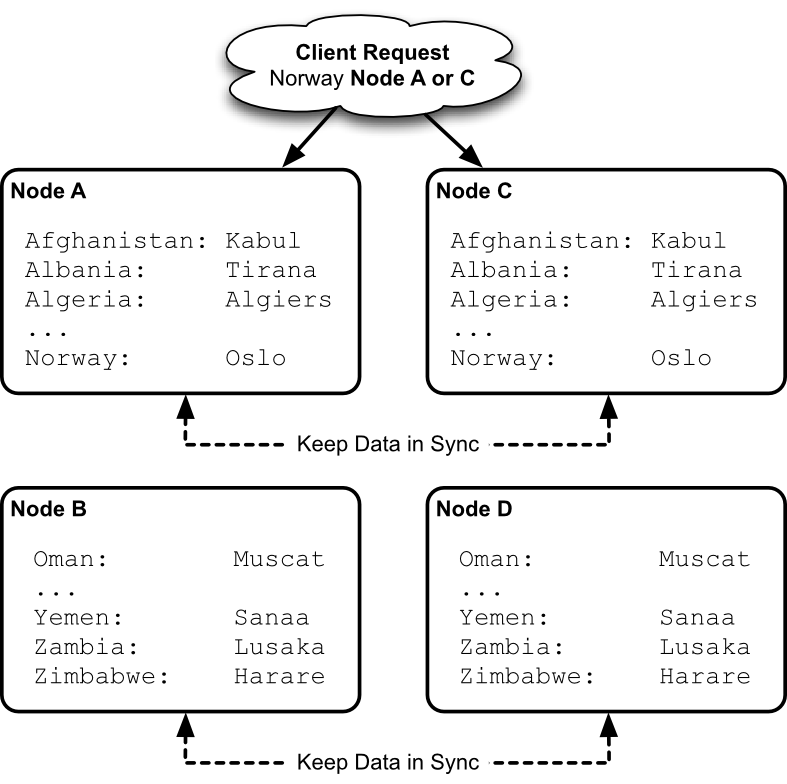 Client Request
Norway Node A or C
Node A
Afghanistan: Kabul
Albania: Tirana
Algeria: Algiers
...
Norway: Oslo
Node C
Afghanistan: Kabul
Albania: Tirana
Algeria: Algiers
...
Norway: Oslo
Keep Data in Sync
Node B
Oman: Muscat
...
Yemen: Sanaa
Zambia: Lusaka
Zimbabwe: Harare
Node D
Oman: Muscat
...
Yemen: Sanaa
Zambia: Lusaka
Zimbabwe: Harare
Keep Data in Sync